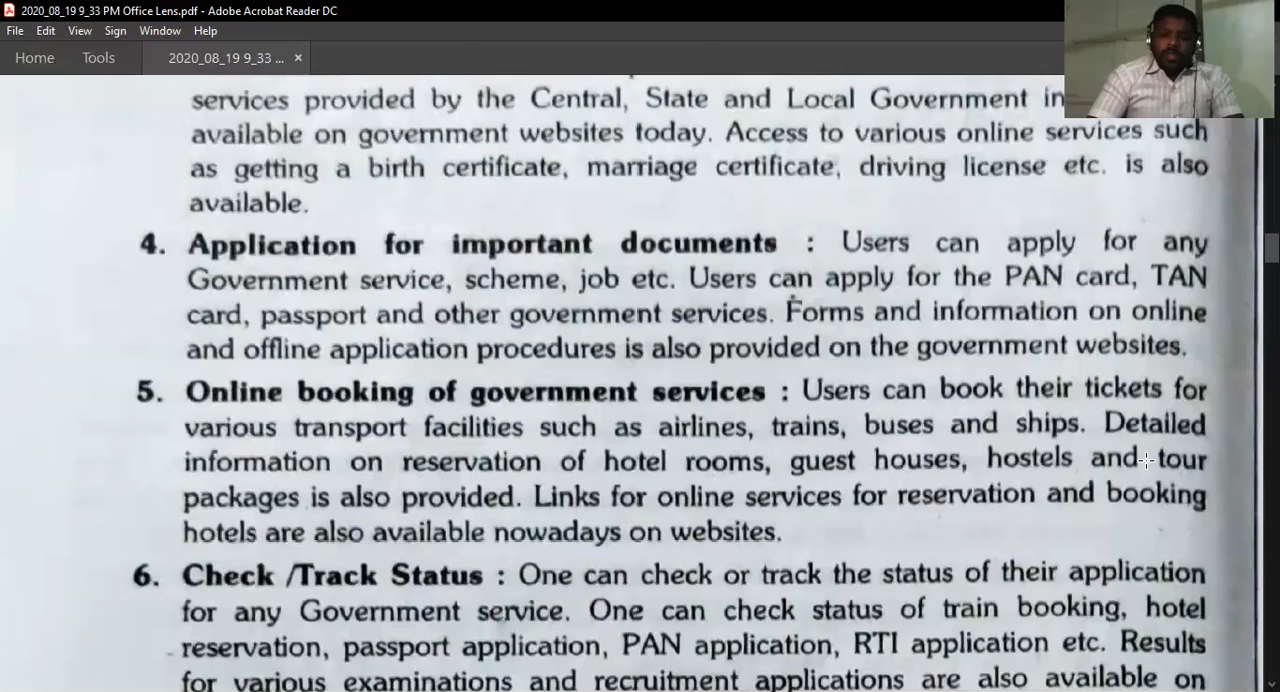 2020_08_19 9_33 PM Office Lens.pdf - Adobe Acrobat Reader DC
File Edit View Sign Window Help
Home Tools 2020_08_19 9_33 ... ×
services provided by the Central, State and Local Government
available on government websites today. Access to various online services such
as getting a birth certificate, marriage certificate, driving license etc. is also
available.
4. Application for important documents : Users can apply for any
Government service, scheme, job etc. Users can apply for the PAN card, TAN
card, passport and other government services. Forms and information on online
and offline application procedures is also provided on the government websites.
5. Online booking of government services : Users can book their tickets for
various transport facilities such as airlines, trains, buses and ships. Detailed
information on reservation of hotel rooms, guest houses, hostels and tour
packages is also provided. Links for online services for reservation and booking
hotels are also available nowadays on websites.
6. Check /Track Status : One can check or track the status of their application
for any Government service. One can check status of train booking, hotel
reservation, passport application, PAN application, RTI application etc. Results
for various examinations and recruitment applications are also available on